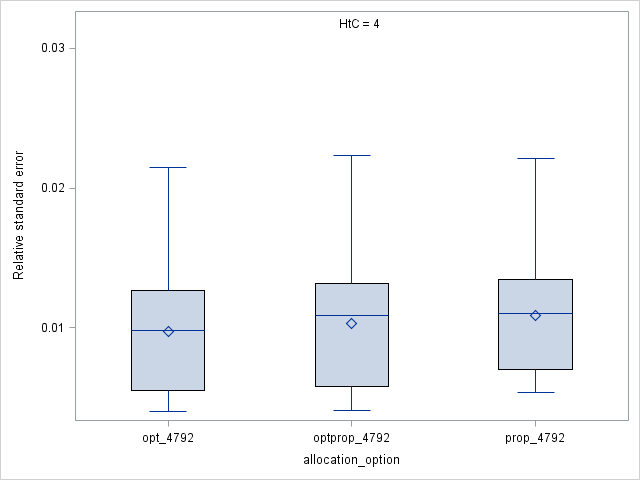 HtC = 4
0.03
0.02
0.01
Relative standard error
opt_4792 optprop_4792 prop_4792
allocation_option